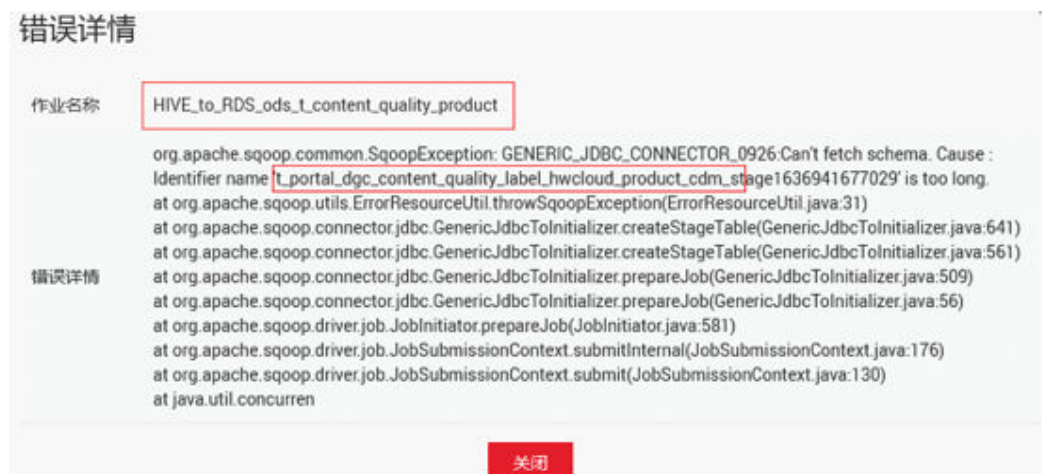 错误详情
作业名称
HIVE_to_RDS_ods_t_content_quality_product
org.apache.sqoop.common.SqoopException: GENERIC_JDBC_CONNECTOR_0926:Can't fetch schema. Cause :
Identifier name 't_portal_dgc_content_quality_label_hwcloud_product_cdm_stage1636941677029' is too long.
at org.apache.sqoop.utils.ErrorResourceUtil.throwSqoopException(ErrorResourceUtil.java:31)
at org.apache.sqoop.connector.jdbc.GenericJdbcToInitializer.createStageTable(GenericJdbcToInitializer.java:641)
at org.apache.sqoop.connector.jdbc.GenericJdbcToInitializer.createStageTable(GenericJdbcToInitializer.java:561)
at org.apache.sqoop.connector.jdbc.GenericJdbcToInitializer.prepareJob(GenericJdbcToInitializer.java:509)
错误详情
at org.apache.sqoop.connector.jdbc.GenericJdbcToInitializer.prepareJob(GenericJdbcToInitializer.java:56)
at org.apache.sqoop.driver.job.JobInitiator.prepareJob(JobInitiator.java:581)
at org.apache.sqoop.driver.job.JobSubmissionContext.submitInternal(JobSubmissionContext.java:176)
at org.apache.sqoop.driver.job.JobSubmissionContext.submit(JobSubmissionContext.java:130)
at java.util.concurren
关闭